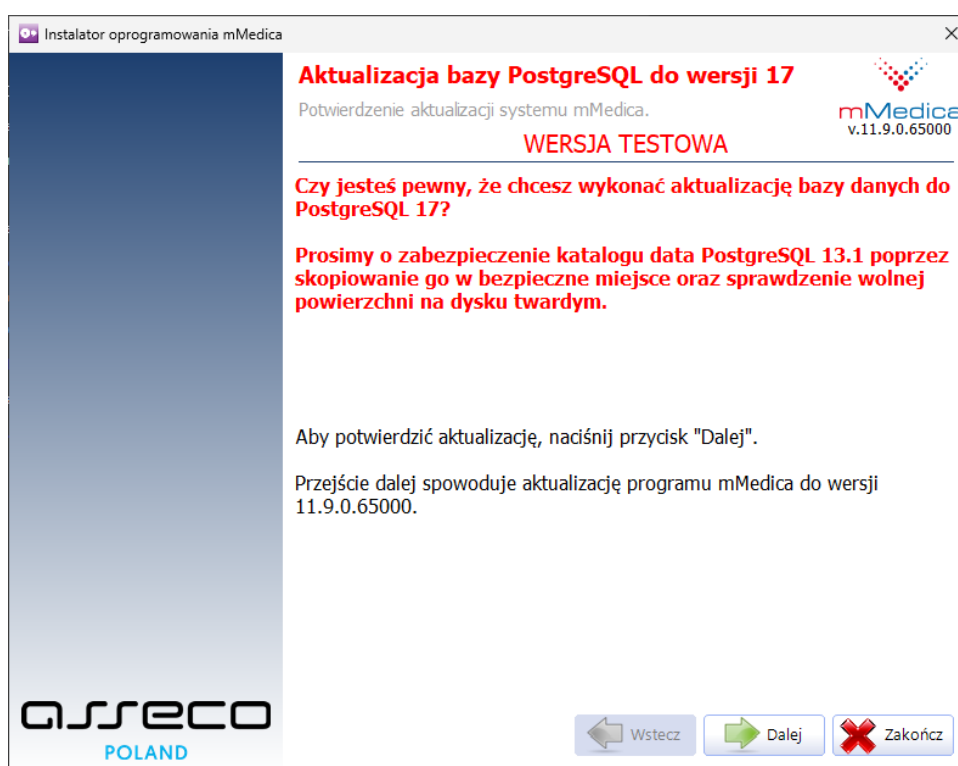 Instalator oprogramowania mMedica
Aktualizacja bazy PostgreSQL do wersji 17
Potwierdzenie aktualizacji systemu mMedica.
mMedica
v.11.9.0.65000
WERSJA TESTOWA
Czy jesteś pewny, że chcesz wykonać aktualizację bazy danych do
PostgreSQL 17?
Prosimy o zabezpieczenie katalogu data PostgreSQL 13.1 poprzez
skopiowanie go w bezpieczne miejsce oraz sprawdzenie wolnej
powierzchni na dysku twardym.
Aby potwierdzić aktualizację, naciśnij przycisk "Dalej".
Przejście dalej spowoduje aktualizację programu mMedica do wersji
11.9.0.65000.
asseco
POLAND
Wstecz
Dalej
Zakończ